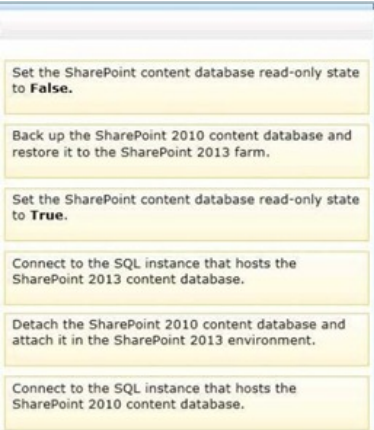 Set the SharePoint content database read-only state
to False.
Back up the SharePoint 2010 content database and
restore it to the SharePoint 2013 farm.
Set the SharePoint content database read-only state
to True.
Connect to the SQL instance that hosts the
SharePoint 2013 content database.
Detach the SharePoint 2010 content database and
attach it in the SharePoint 2013 environment.
Connect to the SQL instance that hosts the
SharePoint 2010 content database.